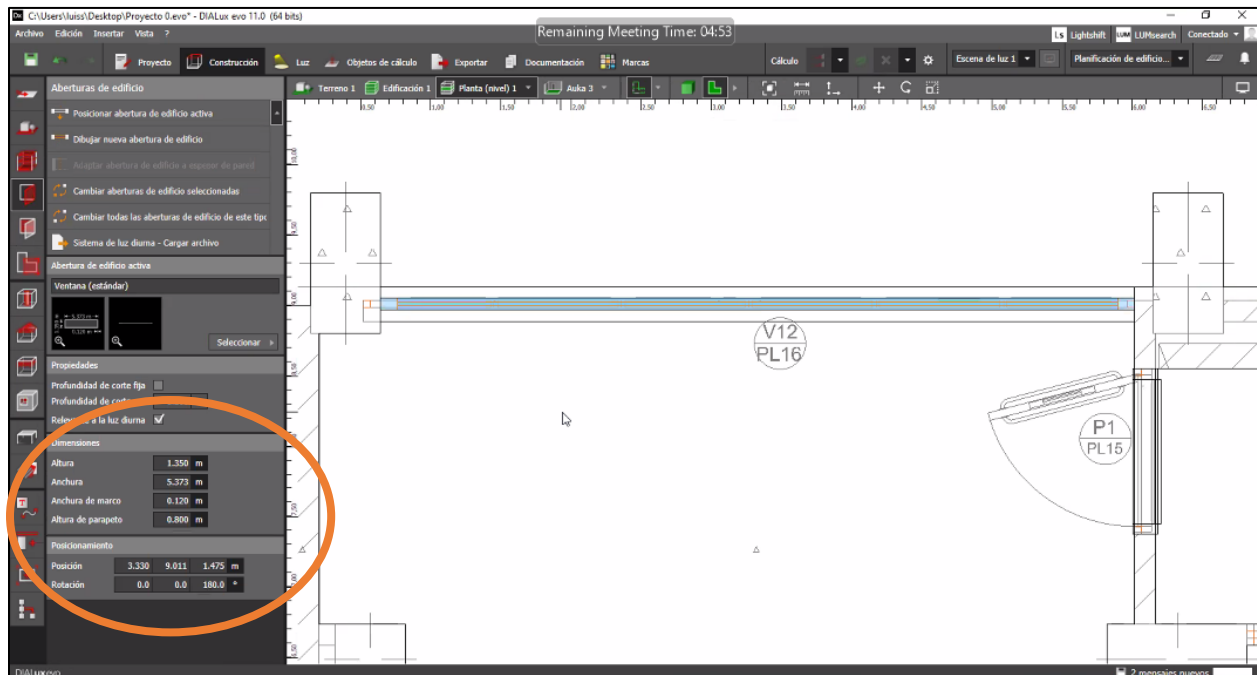 C:\Users\luiss\Desktop\Proyecto 0.evo* - DIALux evo 11.0 (64 bits)
Remaining Meeting Time: 04:53
Archivo Edición Insertar Vista ?
Ls Lightshift LUM LUMsearch Conectado
Proyecto Construcción Luz Objetos de cálculo Exportar Documentación Marcas Cálculo Escena de luz 1 Planificación de edificio...
Aberturas de edificio
Terreno 1 Edificación 1 Planta (nivel) 1 Auka 3
Posicionar abertura de edificio activa
Dibujar nueva abertura de edificio
Adaptar abertura de edificio a espesor de pared
Cambiar aberturas de edificio seleccionadas
Cambiar todas las aberturas de edificio de este tipo
Sistema de luz diurna - Cargar archivo
Abertura de edificio activa
Ventana (estándar)
5.373 m
0.120 m
Seleccionar
Propiedades
Profundidad de corte fija
Profundidad de corte
Dimensiones
Altura 1.350 m
Anchura 5.373 m
Anchura de marco 0.120 m
Altura de parapeto 0.800 m
Posicionamiento
Posición 3.330 9.011 1.475 m
Rotación 0.0 0.0 180.0 °
V12
PL16
P1
PL15
DIALux evo
2 mensajes nuevos